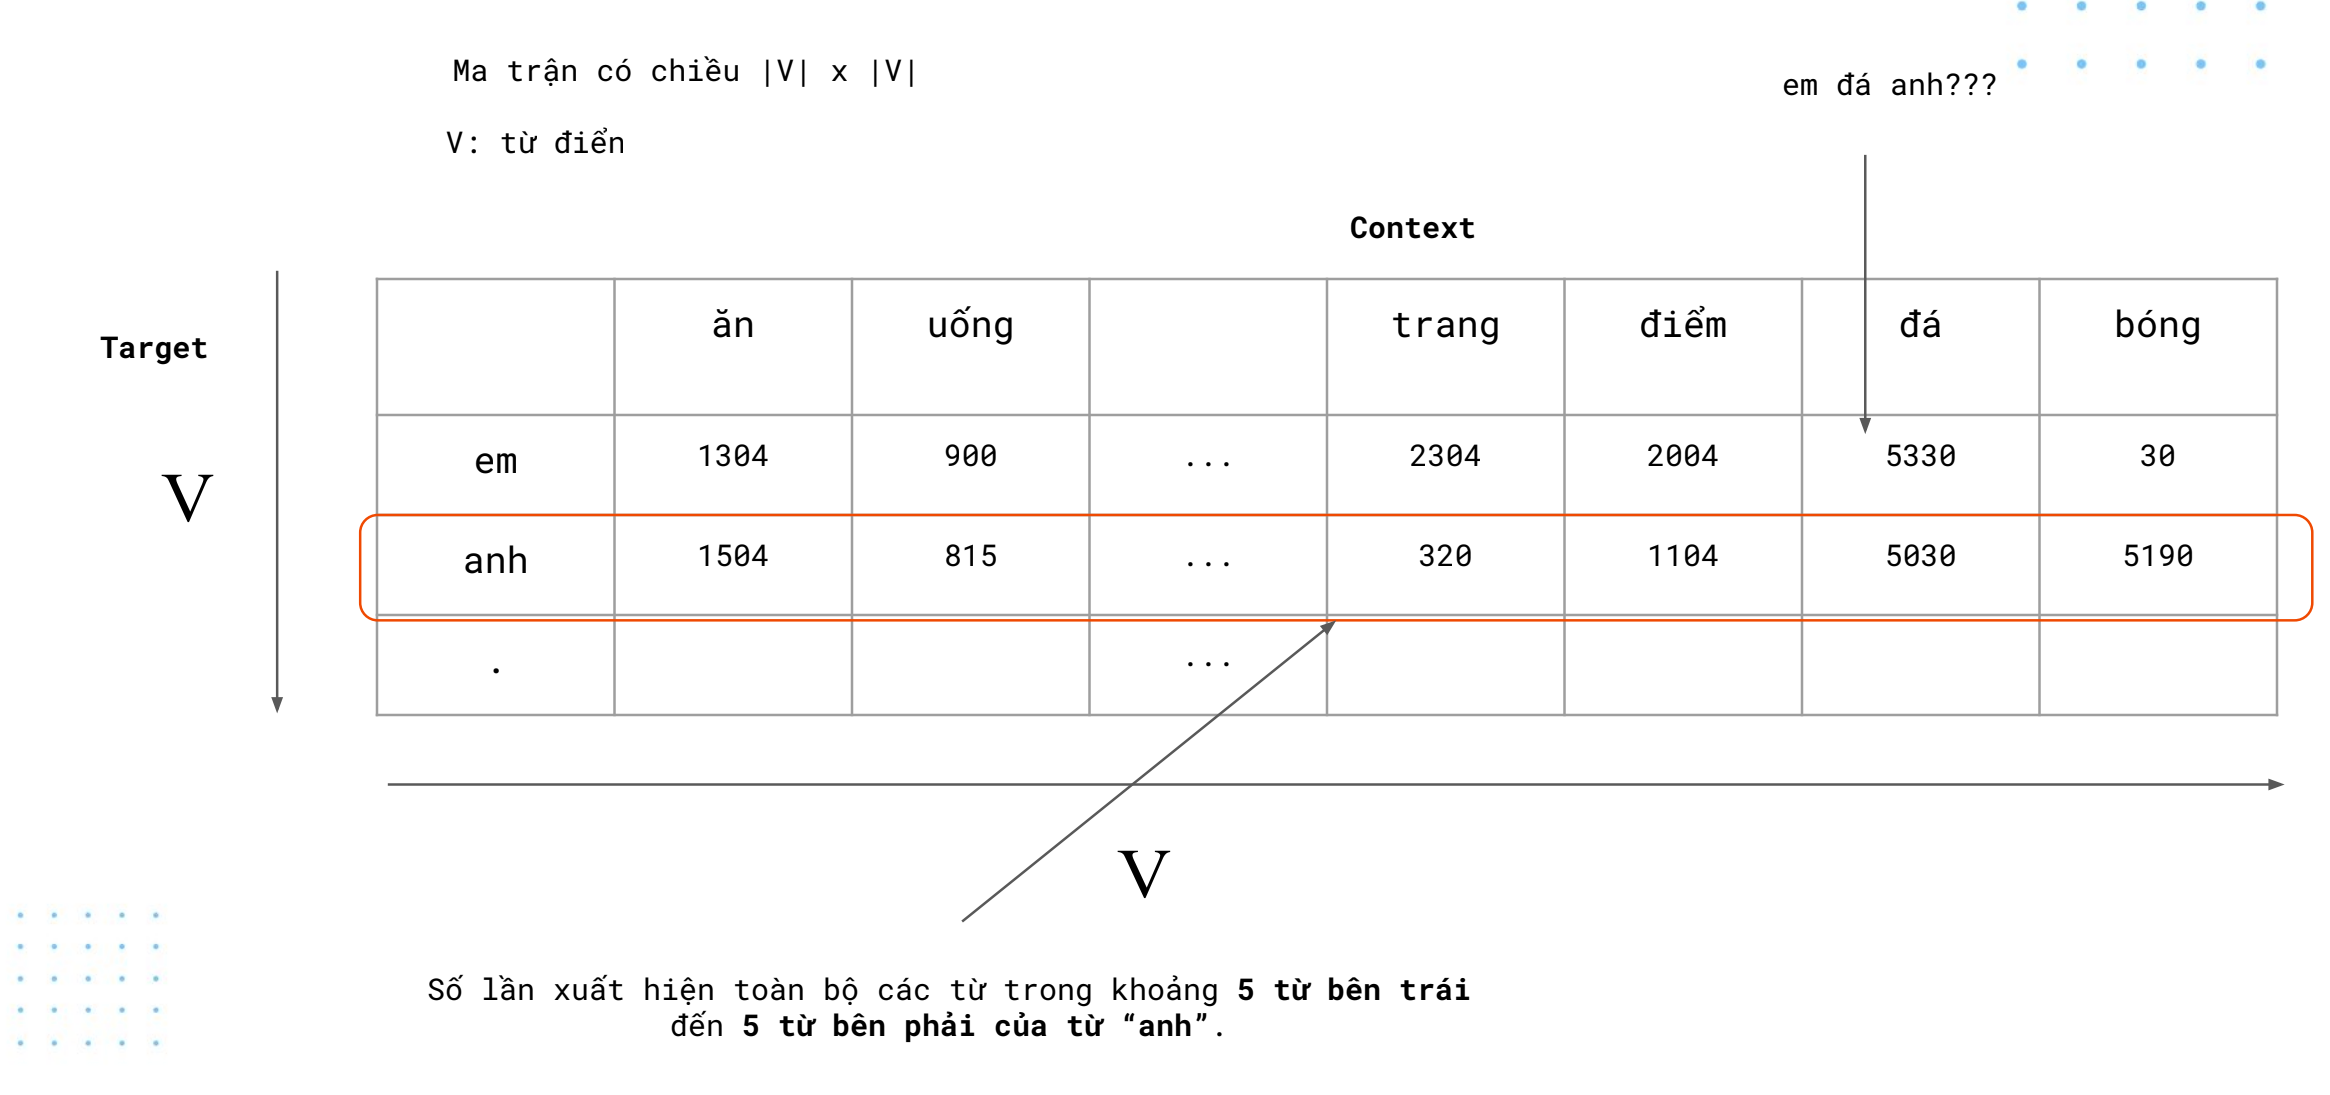 Ma trận có chiều |V| x |V|
em đá anh???
V: từ điển
Context
Target
ăn uống trang điểm đá bóng
em 1304 900 ... 2304 2004 5330 30
V
anh 1504 815 ... 320 1104 5030 5190
. ...
V
Số lần xuất hiện toàn bộ các từ trong khoảng 5 từ bên trái
đến 5 từ bên phải của từ “anh”.